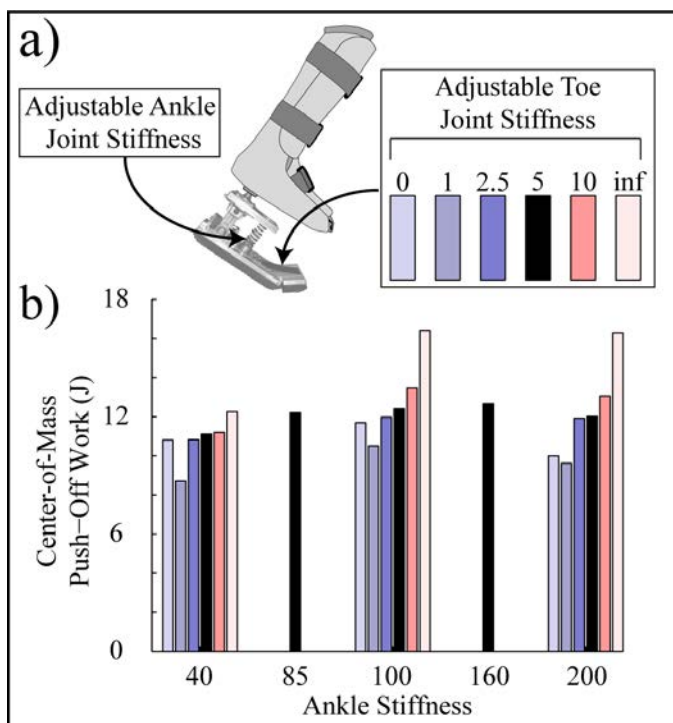 a)
Adjustable Ankle
Joint Stiffness
Adjustable Toe
Joint Stiffness
0 1 2.5 5 10 inf
b)
Center-of-Mass
Push-Off Work (J)
18
12
6
0
40 85 100 160 200
Ankle Stiffness